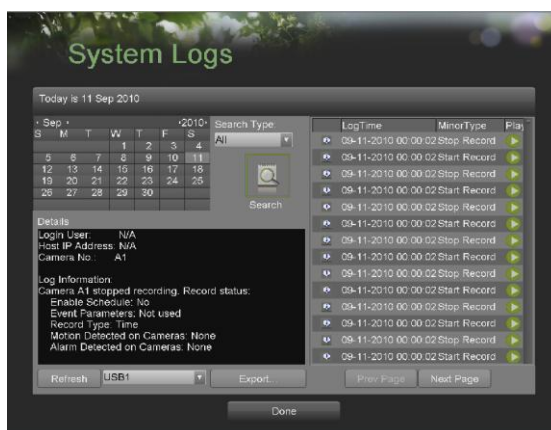 System Logs
Today is 11 Sep 2010
Sep 2010
S M T W T F S
1 2 3 4
5 6 7 8 9 10 11
12 13 14 15 16 17 18
19 20 21 22 23 24 25
26 27 28 29 30
Search Type
All
Search
Details
Login User: N/A
Host IP Address: N/A
Camera No.: A1
Log Information:
Camera A1 stopped recording. Record status:
Enable Schedule: No
Event Parameters: Not used
Record Type: Time
Motion Detected on Cameras: None
Alarm Detected on Cameras: None
LogTime MinorType Play
09-11-2010 00:00:02 Stop Record
09-11-2010 00:00:02 Start Record
09-11-2010 00:00:02 Stop Record
09-11-2010 00:00:02 Start Record
09-11-2010 00:00:02 Stop Record
09-11-2010 00:00:02 Start Record
09-11-2010 00:00:02 Stop Record
09-11-2010 00:00:02 Start Record
09-11-2010 00:00:02 Stop Record
09-11-2010 00:00:02 Start Record
09-11-2010 00:00:02 Stop Record
09-11-2010 00:00:02 Start Record
09-11-2010 00:00:02 Stop Record
09-11-2010 00:00:02 Start Record
Refresh USB1 Export... Prev Page Next Page
Done